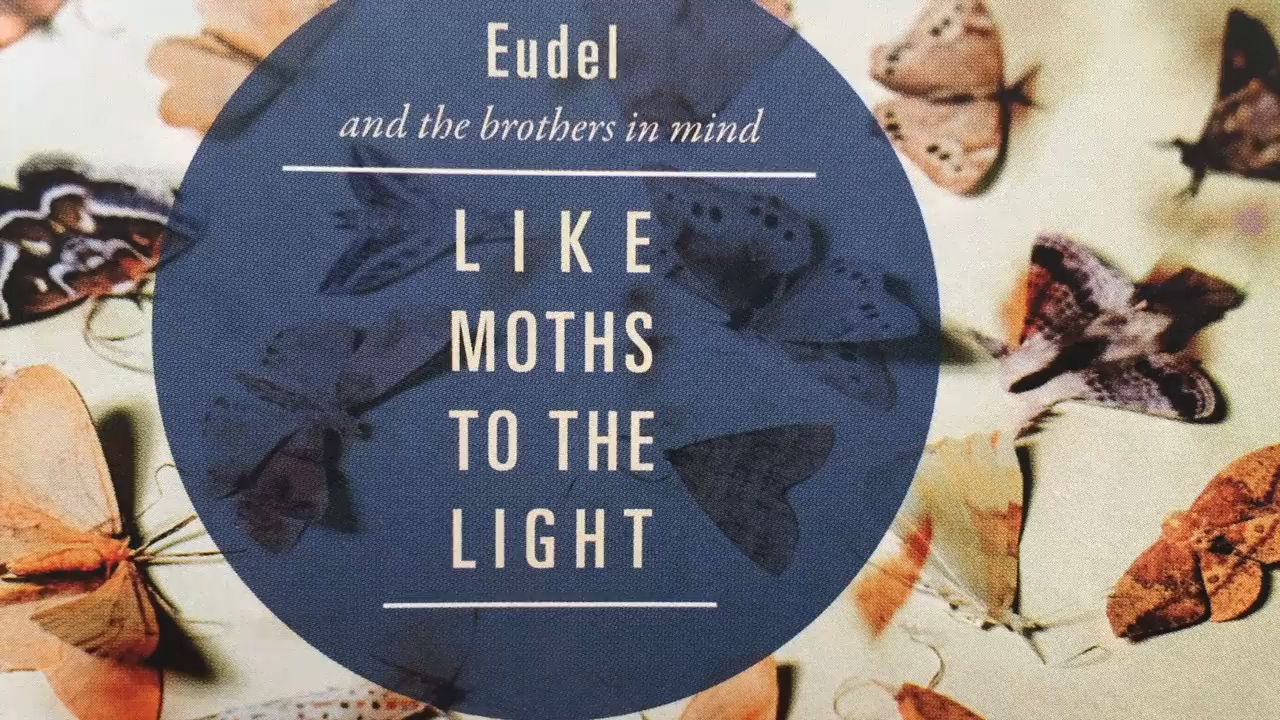 Eudel
and the brothers in mind
LIKE
MOTHS
TO THE
LIGHT